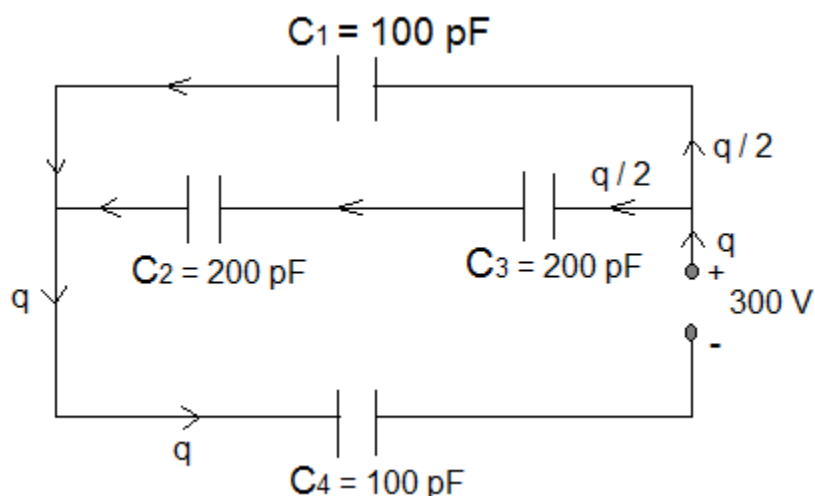 C1 = 100 pF
q / 2
q / 2
q
C2 = 200 pF
C3 = 200 pF
+
300 V
q
-
q
C4 = 100 pF